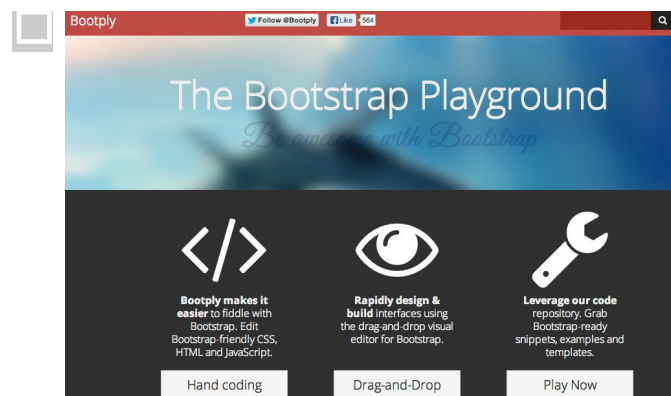 Bootply
Follow @Bootply
Like 564
The Bootstrap Playground
Be awesome with Bootstrap
Bootply makes it
easier to fiddle with
Bootstrap. Edit
Bootstrap-friendly CSS,
HTML and JavaScript.
Rapidly design &
build interfaces using
the drag-and-drop visual
editor for Bootstrap.
Leverage our code
repository. Grab
Bootstrap-ready
snippets, examples and
templates.
Hand coding
Drag-and-Drop
Play Now